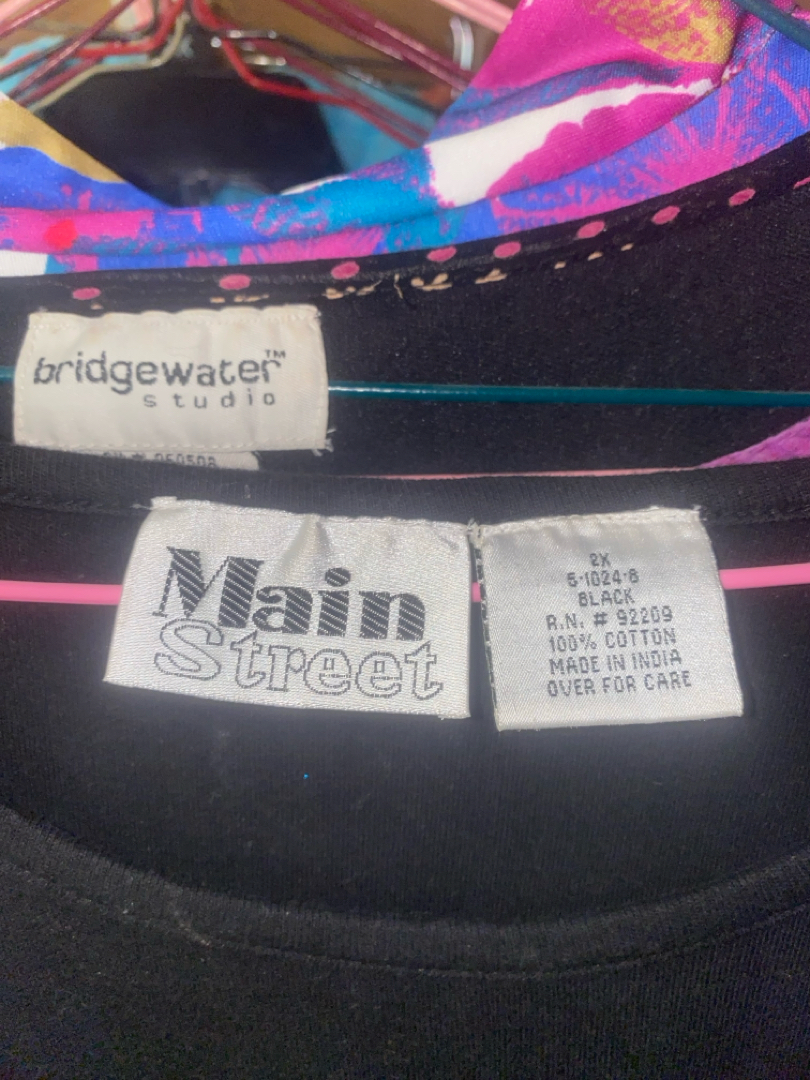 bridgewater™
studio
Main
Street
2X
5-1024-8
BLACK
R.N. # 92209
100% COTTON
MADE IN INDIA
OVER FOR CARE